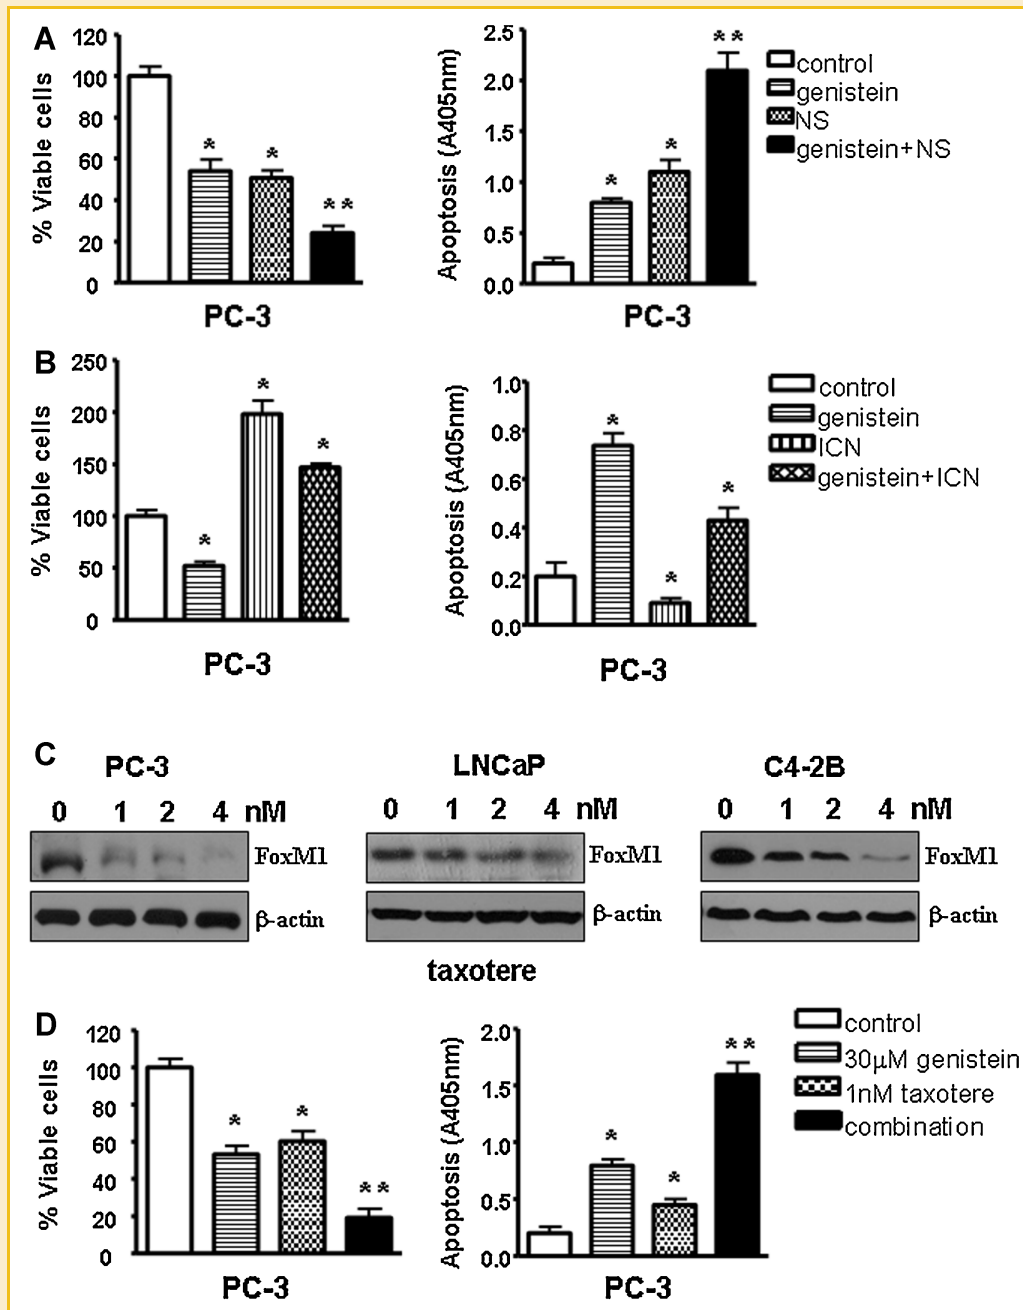 A
120
100
80
60
40
20
0
% Viable cells
*
*
* *
PC-3
2.5
2.0
1.5
1.0
0.5
0.0
Apoptosis (A405nm)
*
*
* *
PC-3
control
genistein
NS
genistein+NS
B
250
200
150
100
50
0
% Viable cells
*
*
*
PC-3
1.0
0.8
0.6
0.4
0.2
0.0
Apoptosis (A405nm)
*
*
*
PC-3
control
genistein
ICN
genistein+ICN
C
PC-3
0 1 2 4 nM
FoxM1
β-actin
LNCaP
0 1 2 4 nM
FoxM1
β-actin
C4-2B
0 1 2 4 nM
FoxM1
β-actin
taxotere
D
120
100
80
60
40
20
0
% Viable cells
*
*
* *
PC-3
2.0
1.5
1.0
0.5
0.0
Apoptosis (A405nm)
*
*
* *
PC-3
control
30μM genistein
1nM taxotere
combination